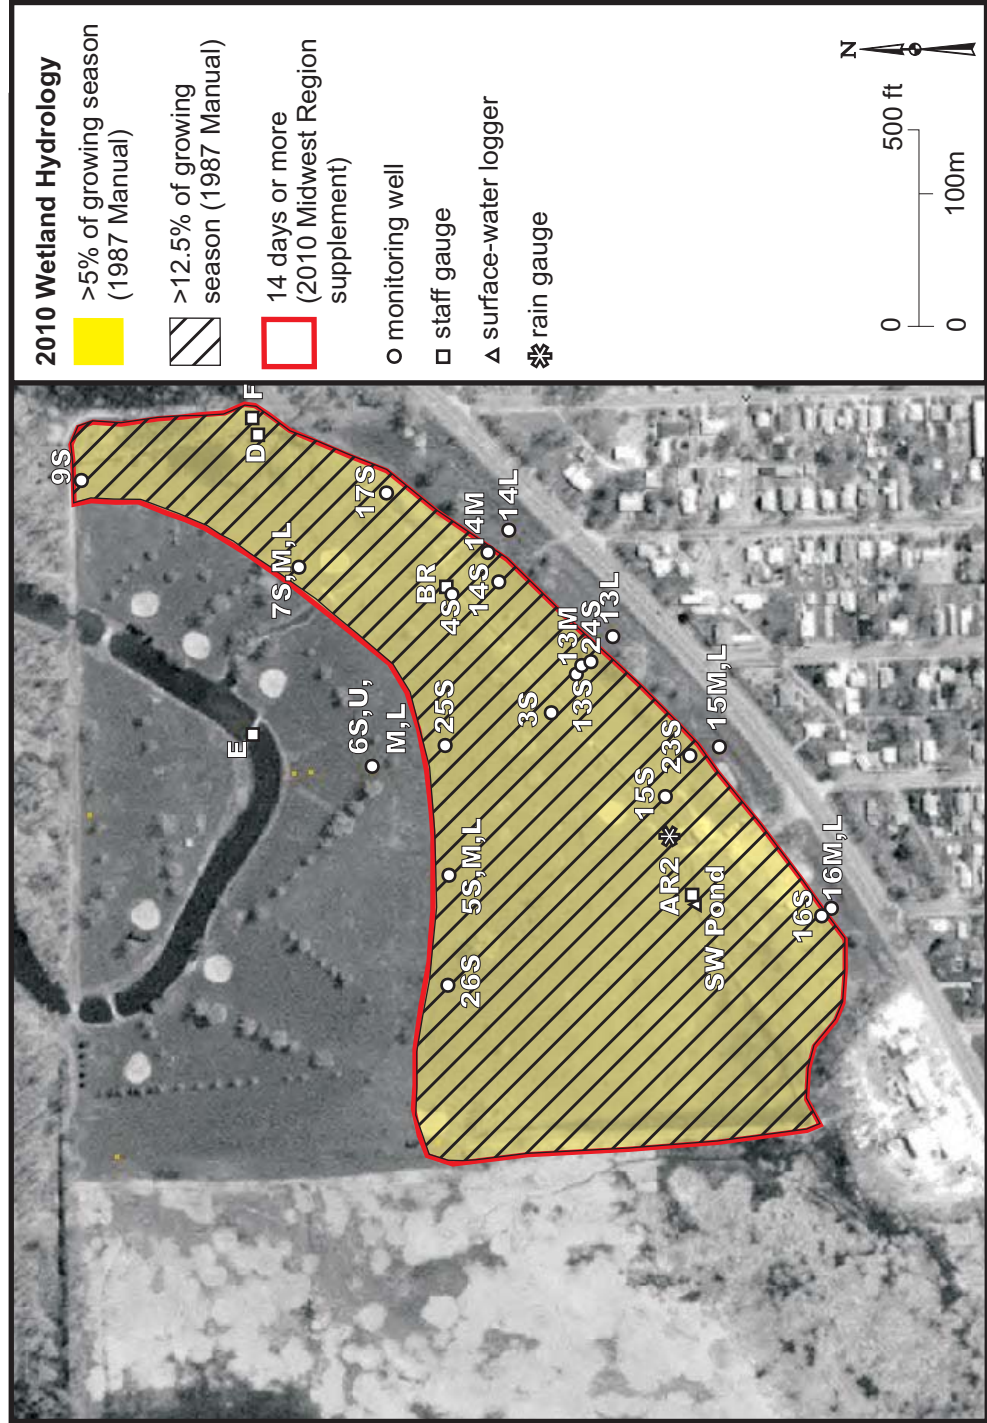 2010 Wetland Hydrology
>5% of growing season
(1987 Manual)
>12.5% of growing
season (1987 Manual)
14 days or more
(2010 Midwest Region
supplement)
monitoring well
staff gauge
surface-water logger
rain gauge
0
500 ft
0
100m
N
9S
F
D
17S
7S,M,L
14M
14L
BR
4S
14S
E
6S,U,
M,L
25S
3S
13M
13S
24S
13L
15M,L
23S
15S
5S,M,L
AR2
SW Pond
26S
16S
16M,L